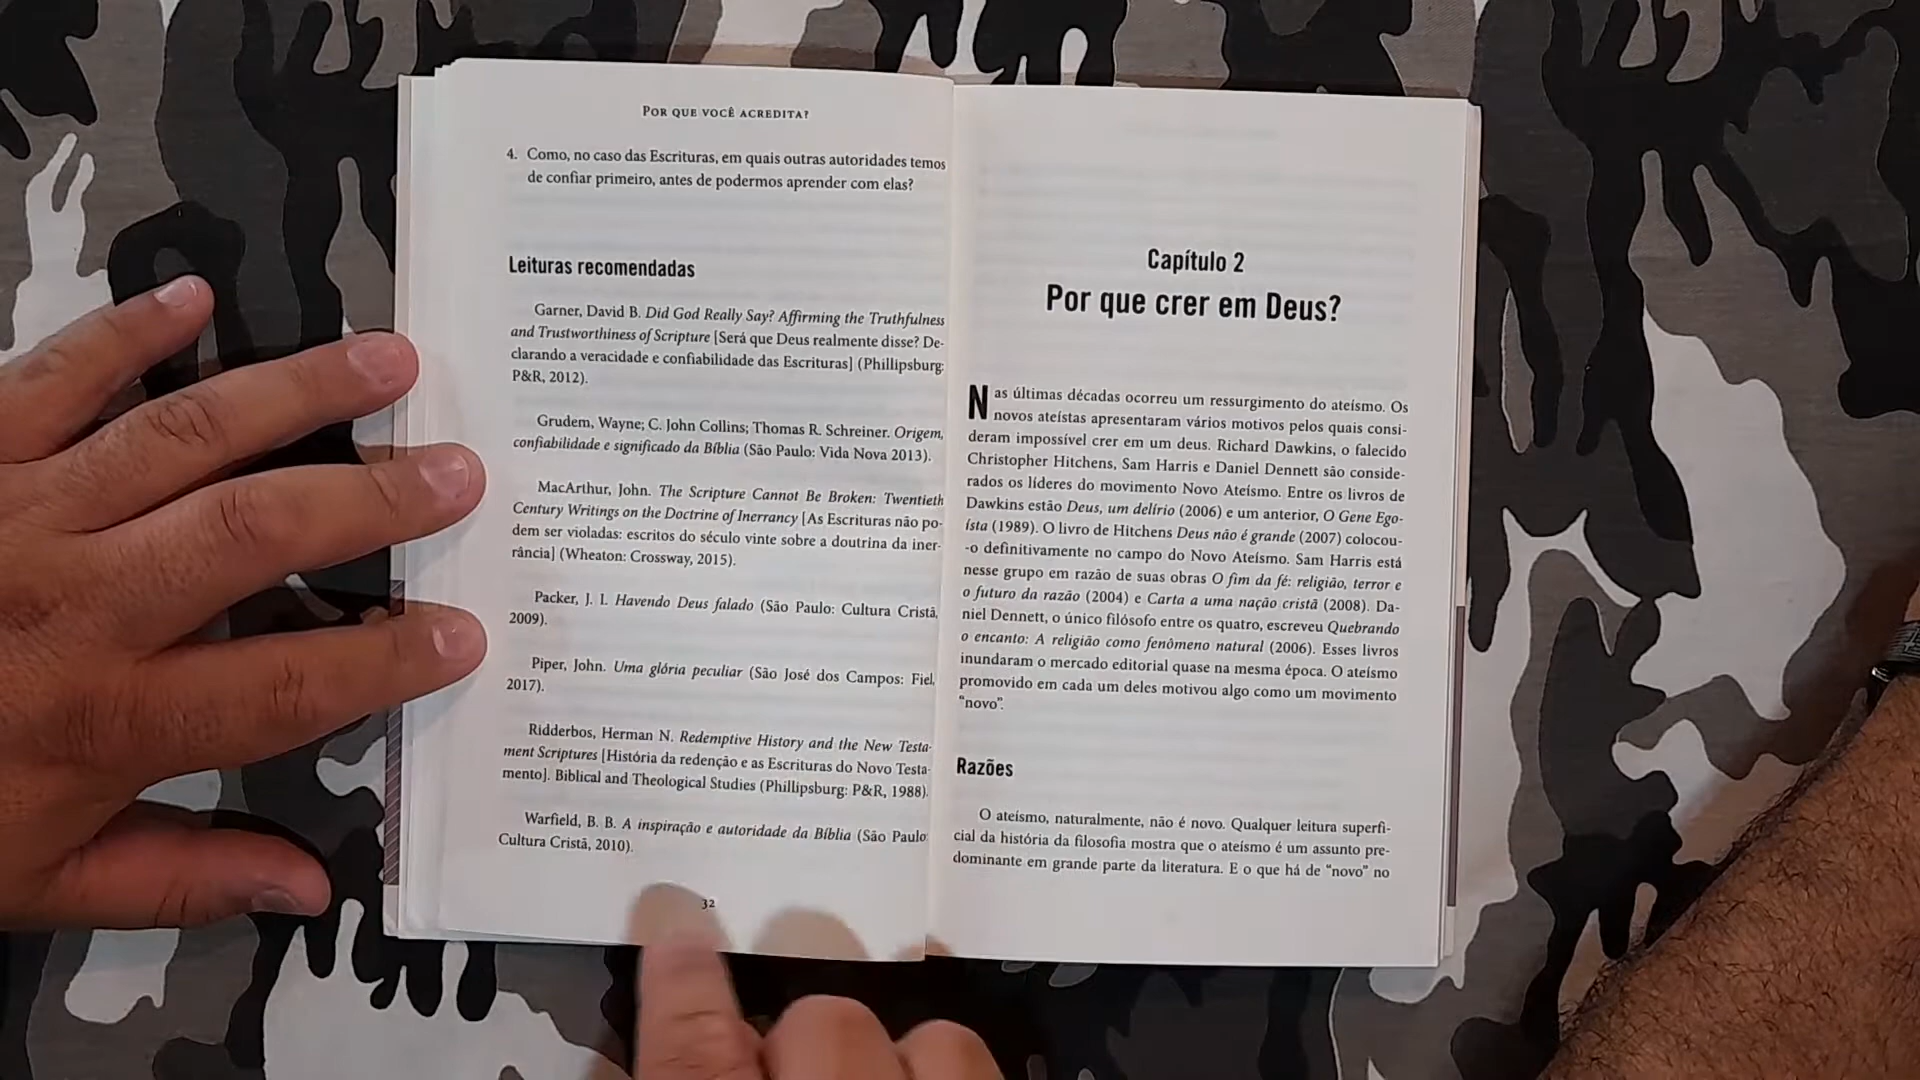 Por que você acredita?
4. Como, no caso das Escrituras, em quais outras autoridades temos
de confiar primeiro, antes de podermos aprender com elas?
Leituras recomendadas
Garner, David B. Did God Really Say? Affirming the Truthfulness
and Trustworthiness of Scripture [Será que Deus realmente disse? De-
clarando a veracidade e confiabilidade das Escrituras] (Phillipsburg:
P&R, 2012).
Grudem, Wayne; C. John Collins; Thomas R. Schreiner. Origem,
confiabilidade e significado da Bíblia (São Paulo: Vida Nova 2013).
MacArthur, John. The Scripture Cannot Be Broken: Twentieth
Century Writings on the Doctrine of Inerrancy [As Escrituras não po-
dem ser violadas: escritos do século vinte sobre a doutrina da iner-
rância] (Wheaton: Crossway, 2015).
Packer, J. I. Havendo Deus falado (São Paulo: Cultura Cristã,
2009).
Piper, John. Uma glória peculiar (São José dos Campos: Fiel,
2017).
Ridderbos, Herman N. Redemptive History and the New Testa-
ment Scriptures [História da redenção e as Escrituras do Novo Testa-
mento]. Biblical and Theological Studies (Phillipsburg: P&R, 1988).
Warfield, B. B. A inspiração e autoridade da Bíblia (São Paulo:
Cultura Cristã, 2010).
32
Capítulo 2
Por que crer em Deus?
Nas últimas décadas ocorreu um ressurgimento do ateísmo. Os
novos ateístas apresentaram vários motivos pelos quais consi-
deram impossível crer em um deus. Richard Dawkins, o falecido
Christopher Hitchens, Sam Harris e Daniel Dennett são conside-
rados os líderes do movimento Novo Ateísmo. Entre os livros de
Dawkins estão Deus, um delírio (2006) e um anterior, O Gene Ego-
ísta (1989). O livro de Hitchens Deus não é grande (2007) colocou-
-o definitivamente no campo do Novo Ateísmo. Sam Harris está
nesse grupo em razão de suas obras O fim da fé: religião, terror e
o futuro da razão (2004) e Carta a uma nação cristã (2008). Da-
niel Dennett, o único filósofo entre os quatro, escreveu Quebrando
o encanto: A religião como fenômeno natural (2006). Esses livros
inundaram o mercado editorial quase na mesma época. O ateísmo
promovido em cada um deles motivou algo como um movimento
“novo”.
Razões
O ateísmo, naturalmente, não é novo. Qualquer leitura superfi-
cial da história da filosofia mostra que o ateísmo é um assunto pre-
dominante em grande parte da literatura. E o que há de “novo” no